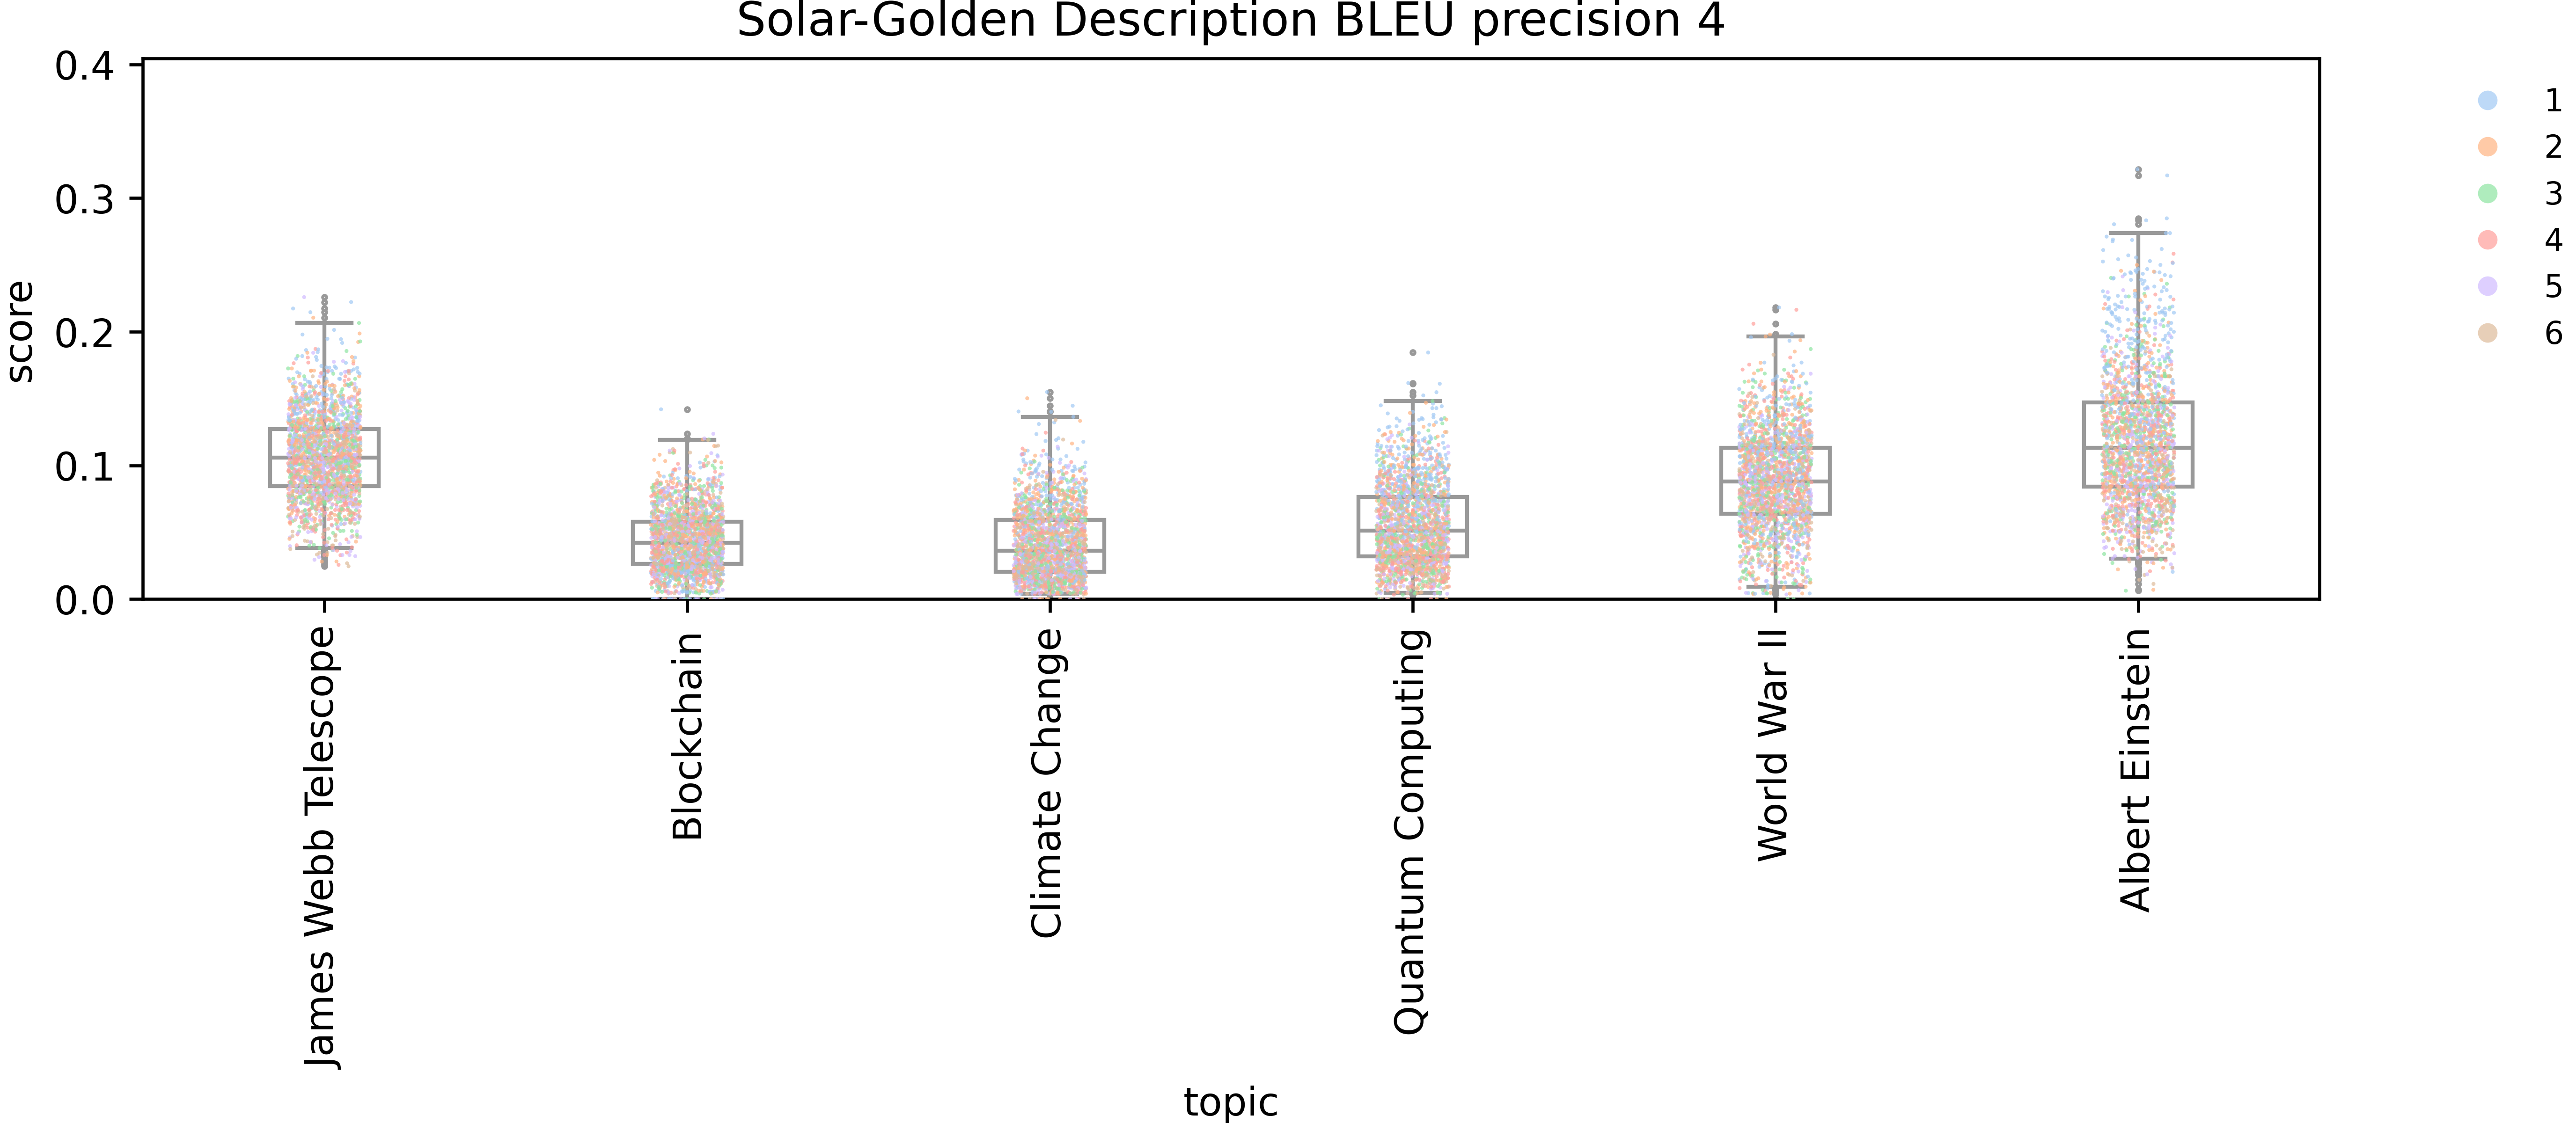 Solar-Golden Description BLEU precision 4
0.4
0.3
0.2
0.1
0.0
score
James Webb Telescope
Blockchain
Climate Change
Quantum Computing
World War II
Albert Einstein
topic
1
2
3
4
5
6